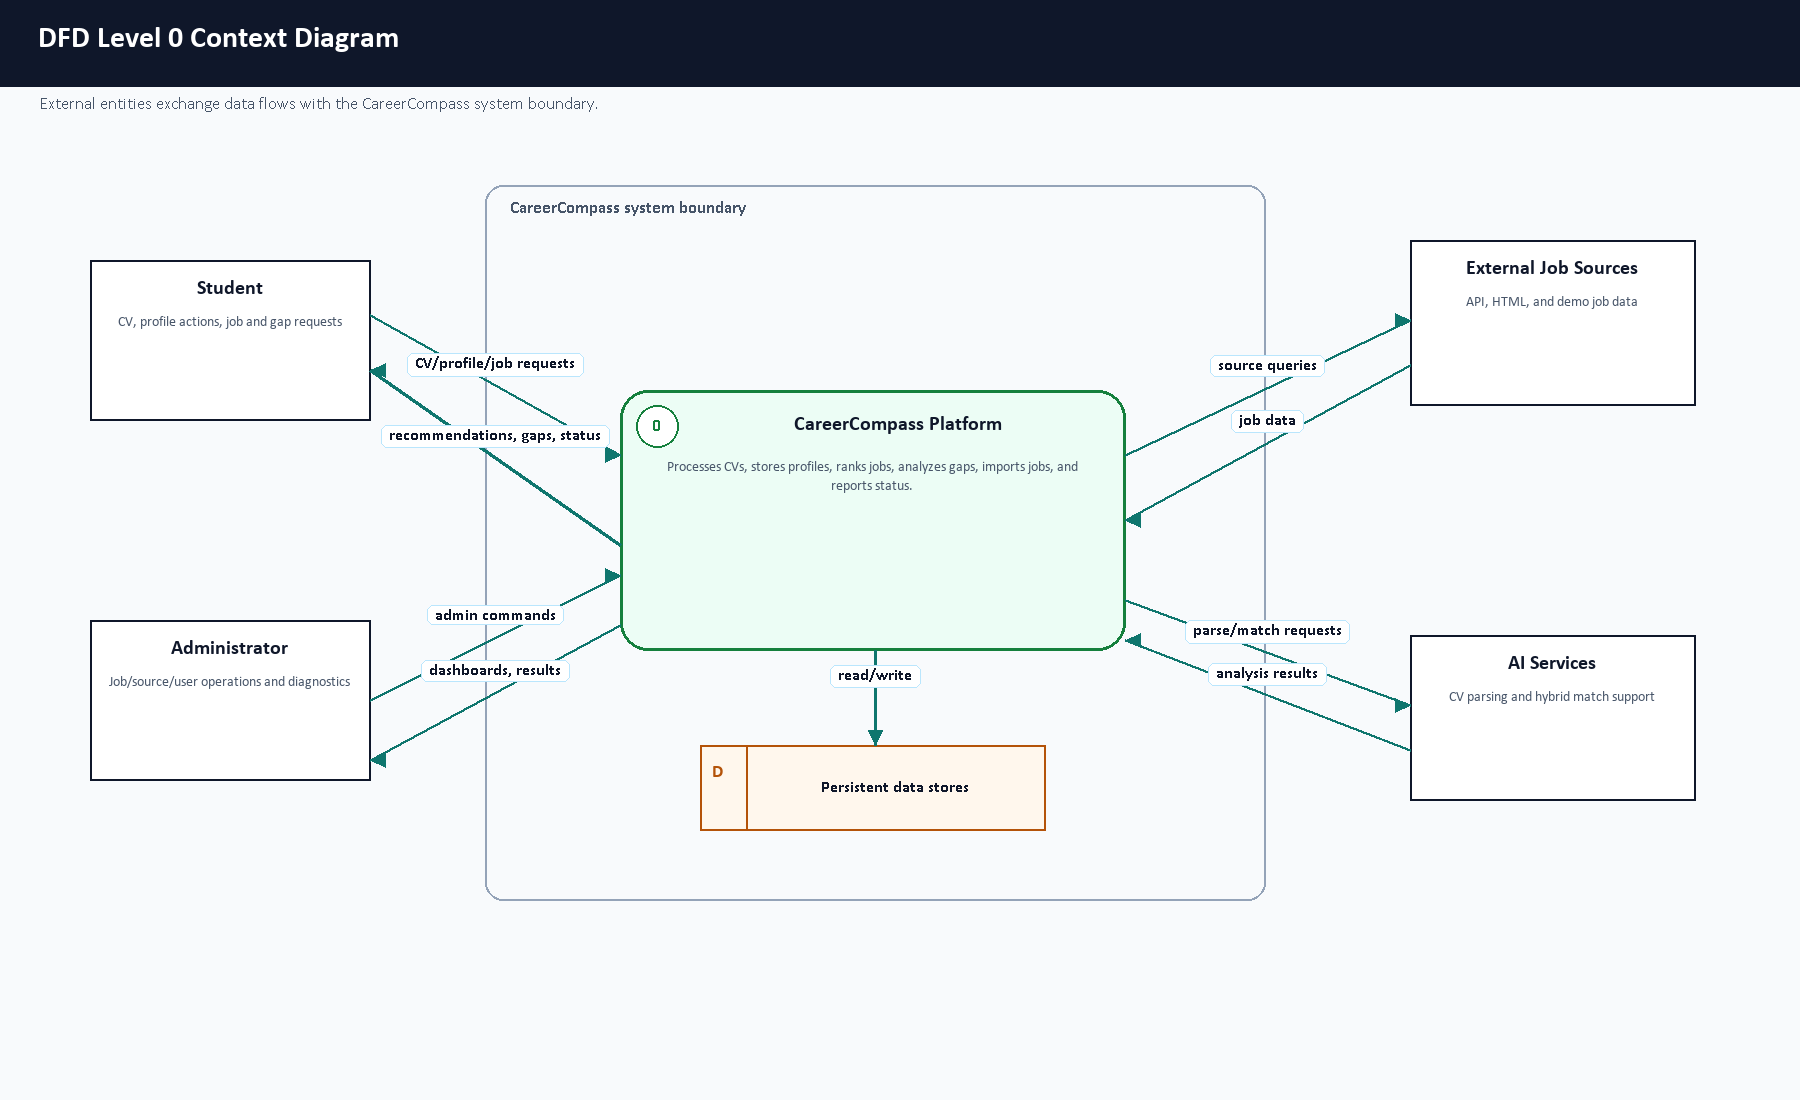 DFD Level 0 Context Diagram
External entities exchange data flows with the CareerCompass system boundary.
CareerCompass system boundary
Student
CV, profile actions, job and gap requests
External Job Sources
API, HTML, and demo job data
CV/profile/job requests
source queries
recommendations, gaps, status
job data
0
CareerCompass Platform
Processes CVs, stores profiles, ranks jobs, analyzes gaps, imports jobs, and
reports status.
admin commands
parse/match requests
Administrator
Job/source/user operations and diagnostics
dashboards, results
read/write
analysis results
AI Services
CV parsing and hybrid match support
D
Persistent data stores